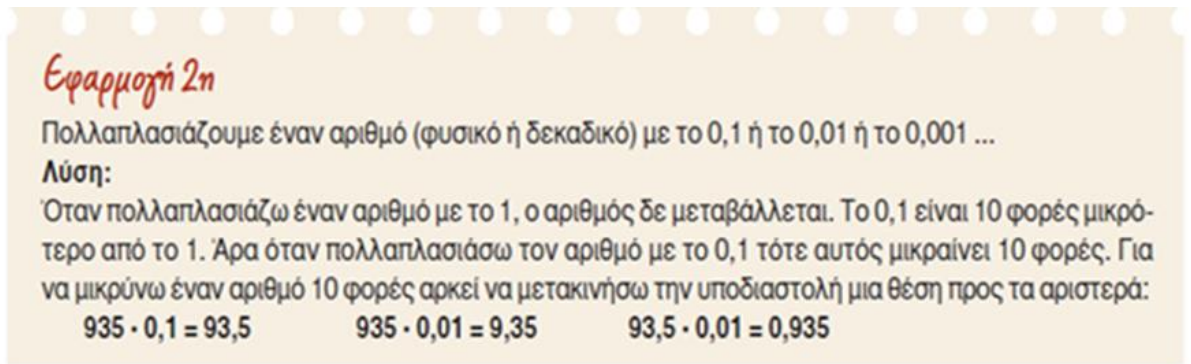 Εφαρμογή 2η
Πολλαπλασιάζουμε έναν αριθμό (φυσικό ή δεκαδικό) με το 0,1 ή το 0,01 ή το 0,001 ...
Λύση:
Όταν πολλαπλασιάζω έναν αριθμό με το 1, ο αριθμός δε μεταβάλλεται. Το 0,1 είναι 10 φορές μικρό-
τερο από το 1. Άρα όταν πολλαπλασιάσω τον αριθμό με το 0,1 τότε αυτός μικραίνει 10 φορές. Για
να μικρύνω έναν αριθμό 10 φορές αρκεί να μετακινήσω την υποδιαστολή μια θέση προς τα αριστερά:
935 · 0,1 = 93,5 935 · 0,01 = 9,35 93,5 · 0,01 = 0,935